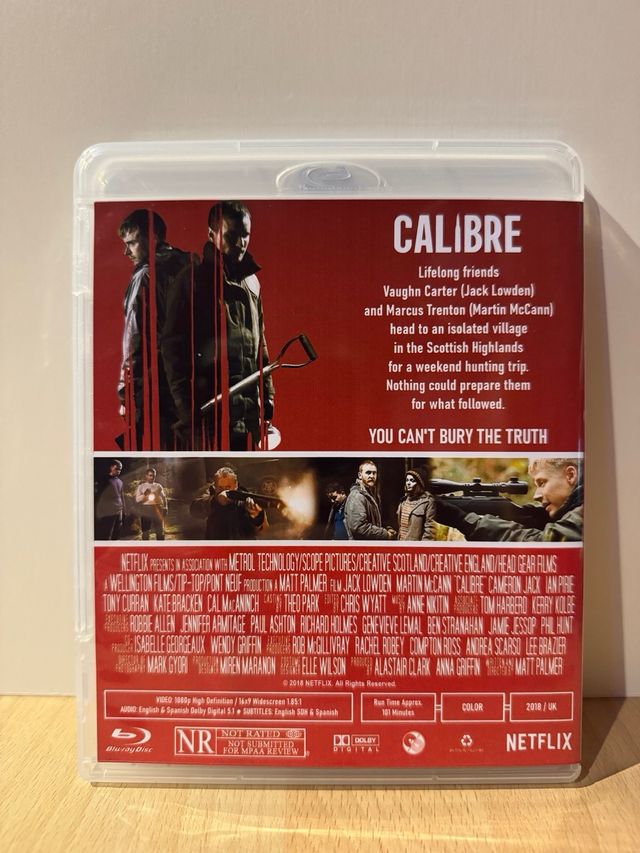 CALIBRE
Lifelong friends
Vaughn Carter (Jack Lowden)
and Marcus Trenton (Martin McCann)
head to an isolated village
in the Scottish Highlands
for a weekend hunting trip.
Nothing could prepare them
for what followed.
YOU CAN'T BURY THE TRUTH
NETFLIX PRESENTS IN ASSOCIATION WITH METROL TECHNOLOGY/SCOPE PICTURES/CREATIVE SCOTLAND/CREATIVE ENGLAND/HEAD GEAR FILMS
A WELLINGTON FILMS/TIP-TOP/PONT NEUF PRODUCTION A MATT PALMER FILM JACK LOWDEN MARTIN McCANN "CALIBRE" CAMERON JACK IAN PIRIE
TONY CURRAN KATE BRACKEN CAL MACANINCH CASTING THEO PARK EDITED CHRIS WYATT MUSIC ANNE NIKITIN TOM HARBERD KERRY KOLBE
ROBBIE ALLEN JENNIFER ARMITAGE PAUL ASHTON RICHARD HOLMES GENEVIEVE LEMAL BEN STRANAHAN JAMIE JESSOP PHIL HUNT
ISABELLE GEORGEAUX WENDY GRIFFIN ROB McGILLIVRAY RACHEL ROBEY COMPTON ROSS ANDREA SCARSO LEE BRAZIER
MARK GYORI MIREN MARANON ELLE WILSON ALASTAIR CLARK ANNA GRIFFIN MATT PALMER
© 2018 NETFLIX. All Rights Reserved.
VIDEO: 1080p High Definition / 16x9 Widescreen 1.85:1
AUDIO: English & Spanish Dolby Digital 5.1 • SUBTITLES: English SDH & Spanish
Run Time Approx.
101 Minutes
COLOR
2018 / UK
Blu-ray Disc
NR NOT RATED
NOT SUBMITTED
FOR MPAA REVIEW
DOLBY
DIGITAL
NETFLIX